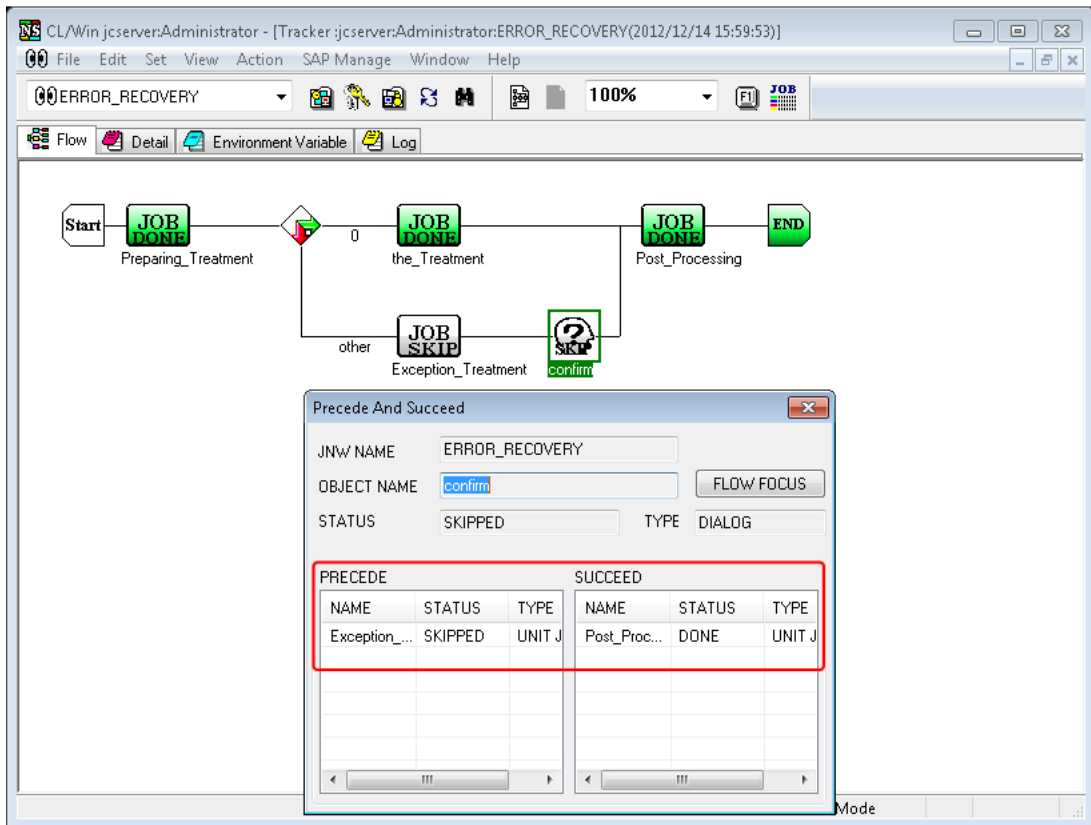 CL/Win jcserver:Administrator - [Tracker :jcserver:Administrator:ERROR_RECOVERY(2012/12/14 15:59:53)]
File Edit Set View Action SAP Manage Window Help
ERROR_RECOVERY 100% F1 JOB
Flow Detail Environment Variable Log
Start JOB DONE 0 JOB DONE JOB DONE END
Preparing_Treatment the_Treatment Post_Processing
other JOB SKIP ? SKIP
Exception_Treatment confirm
Precede And Succeed
JNW NAME ERROR_RECOVERY
OBJECT NAME confirm FLOW FOCUS
STATUS SKIPPED TYPE DIALOG
PRECEDE SUCCEED
NAME STATUS TYPE NAME STATUS TYPE
Exception_... SKIPPED UNIT J Post_Proc... DONE UNIT J
Mode